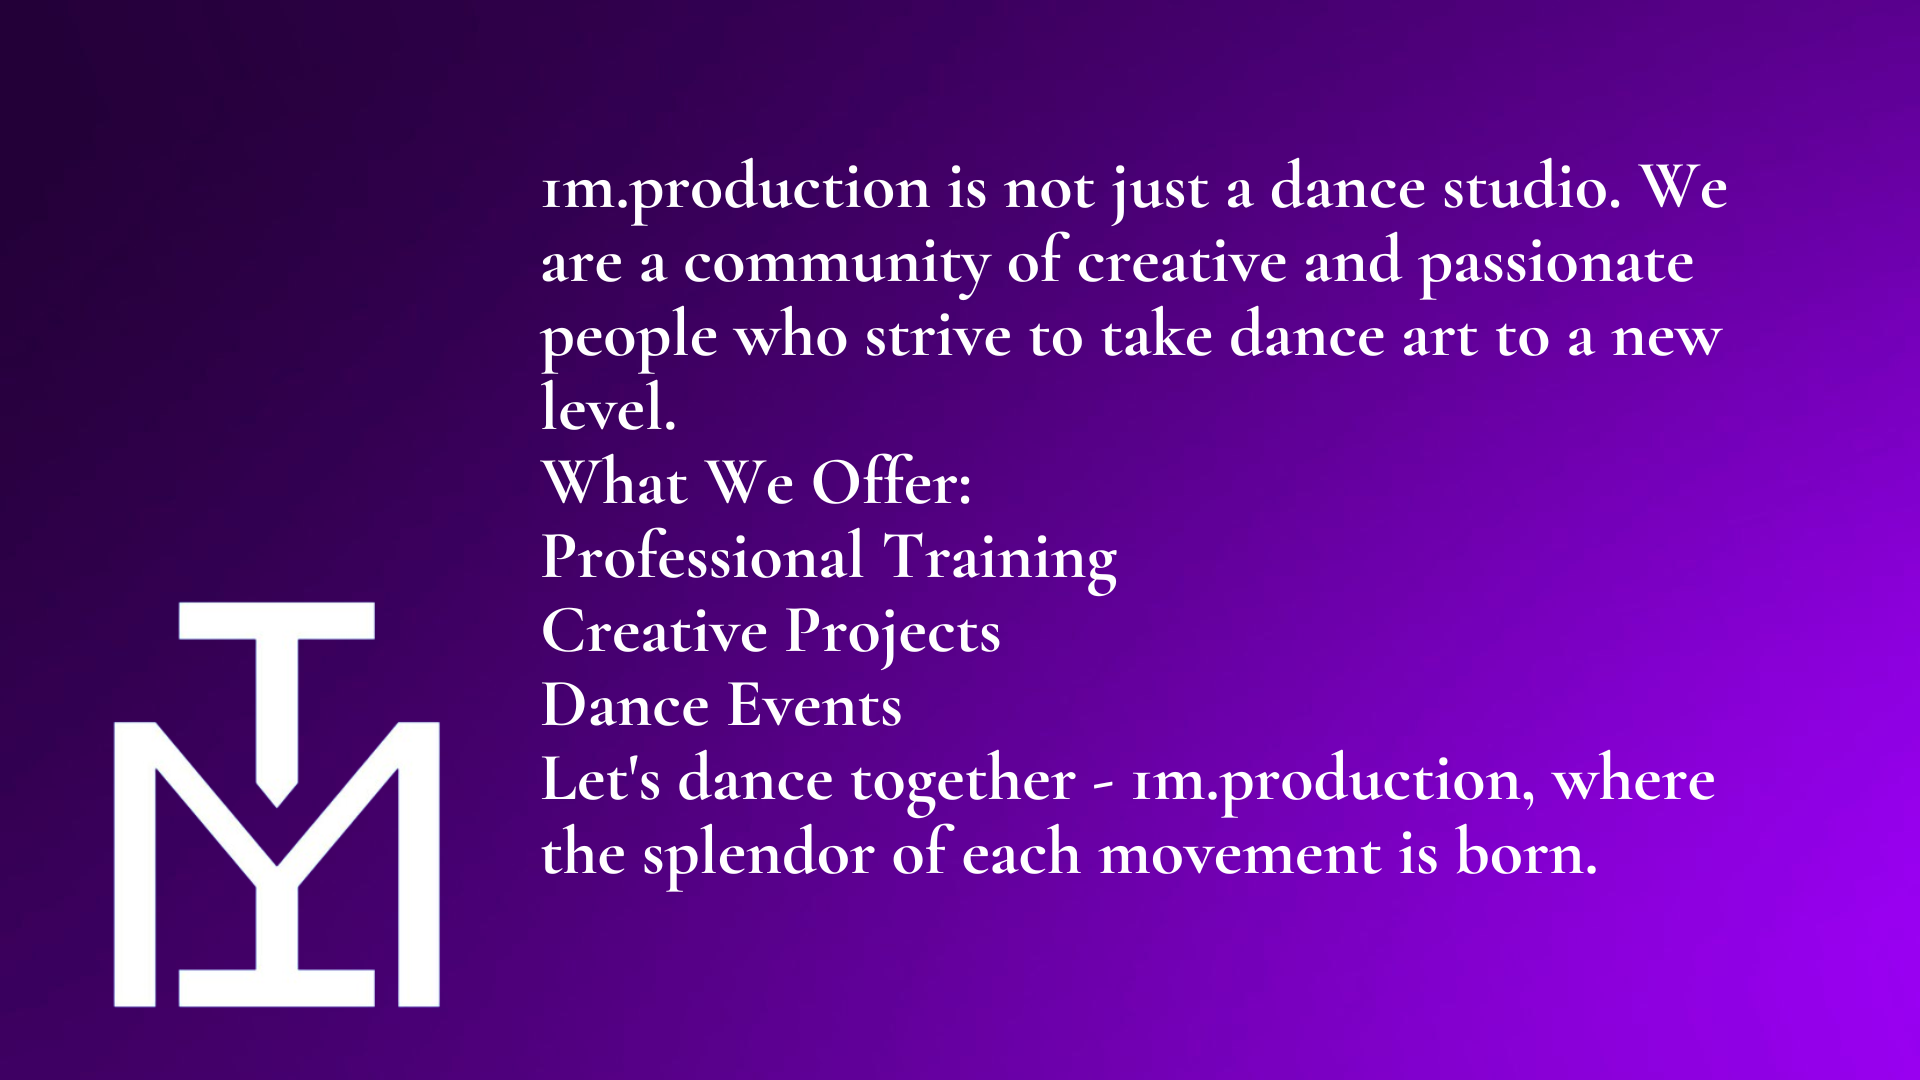 1m.production is not just a dance studio. We
are a community of creative and passionate
people who strive to take dance art to a new
level.
What We Offer:
Professional Training
Creative Projects
Dance Events
Let's dance together - 1m.production, where
the splendor of each movement is born.